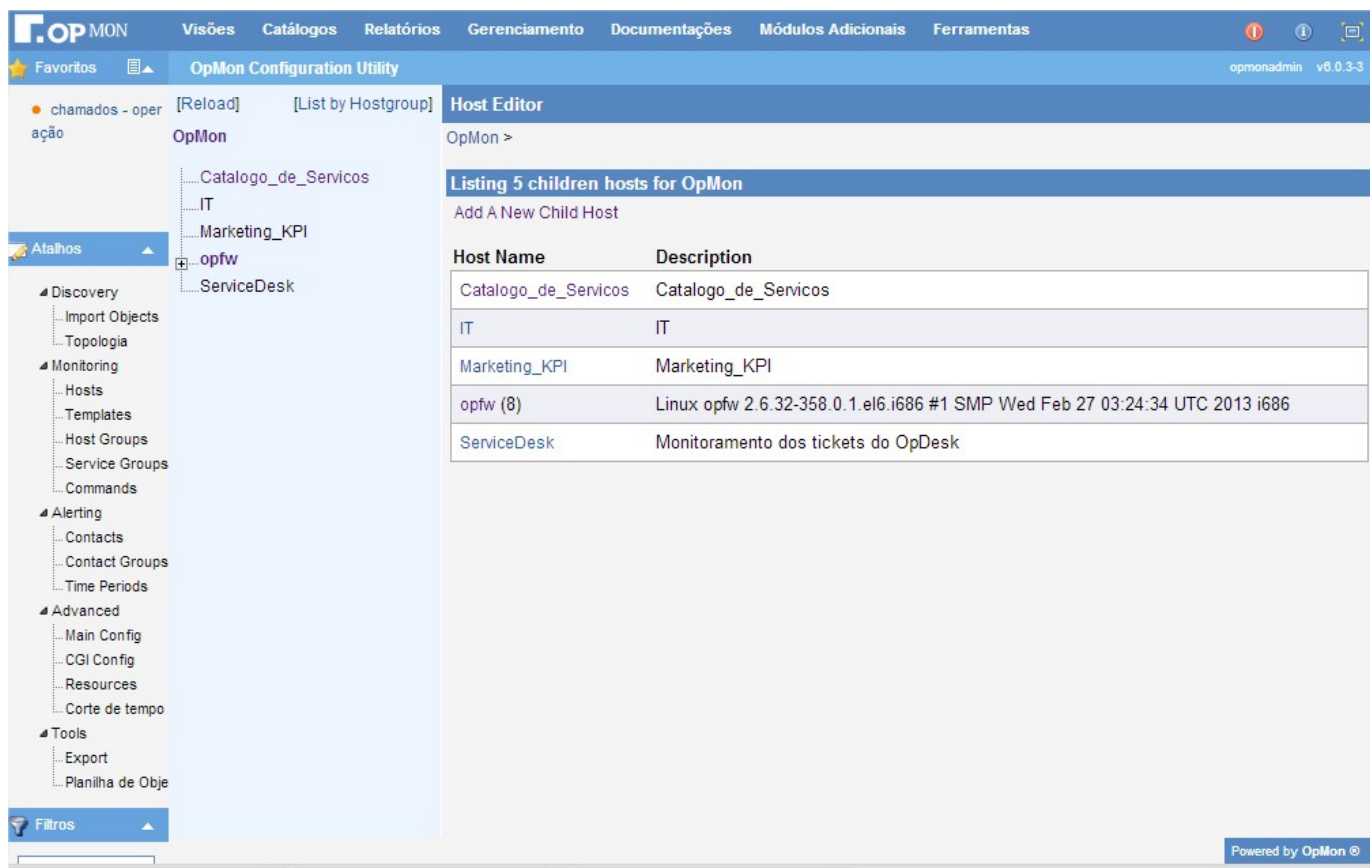 OPMON Visões Catálogos Relatórios Gerenciamento Documentações Módulos Adicionais Ferramentas
Favoritos OpMon Configuration Utility opmonadmin v6.0.3-3
chamados - oper
ação
[Reload] [List by Hostgroup]
OpMon
Catalogo_de_Servicos
IT
Marketing_KPI
opfw
ServiceDesk
Host Editor
OpMon >
Listing 5 children hosts for OpMon
Add A New Child Host
Host Name Description
Catalogo_de_Servicos Catalogo_de_Servicos
IT IT
Marketing_KPI Marketing_KPI
opfw (8) Linux opfw 2.6.32-358.0.1.el6.i686 #1 SMP Wed Feb 27 03:24:34 UTC 2013 i686
ServiceDesk Monitoramento dos tickets do OpDesk
Atalhos
Discovery
Import Objects
Topologia
Monitoring
Hosts
Templates
Host Groups
Service Groups
Commands
Alerting
Contacts
Contact Groups
Time Periods
Advanced
Main Config
CGI Config
Resources
Corte de tempo
Tools
Export
Planilha de Obje
Filtros
Powered by OpMon ®